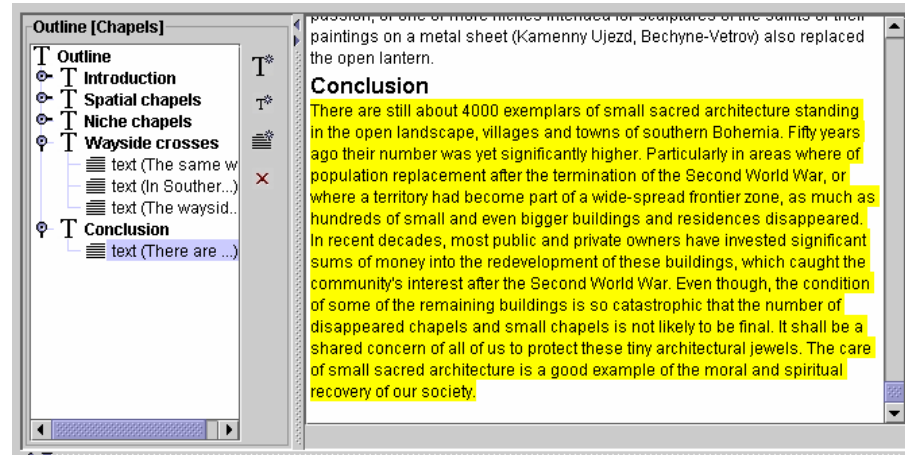 Outline [Chapels]
T Outline
T Introduction
T Spatial chapels
T Niche chapels
T Wayside crosses
text (The same w
text (In Souther...)
text (The waysid..
T Conclusion
text (There are ...)
T
T
paintings on a metal sheet (Kamenny Ujezd, Bechyne-Vetrov) also replaced
the open lantern.
Conclusion
There are still about 4000 exemplars of small sacred architecture standing
in the open landscape, villages and towns of southern Bohemia. Fifty years
ago their number was yet significantly higher. Particularly in areas where of
population replacement after the termination of the Second World War, or
where a territory had become part of a wide-spread frontier zone, as much as
hundreds of small and even bigger buildings and residences disappeared.
In recent decades, most public and private owners have invested significant
sums of money into the redevelopment of these buildings, which caught the
community's interest after the Second World War. Even though, the condition
of some of the remaining buildings is so catastrophic that the number of
disappeared chapels and small chapels is not likely to be final. It shall be a
shared concern of all of us to protect these tiny architectural jewels. The care
of small sacred architecture is a good example of the moral and spiritual
recovery of our society.